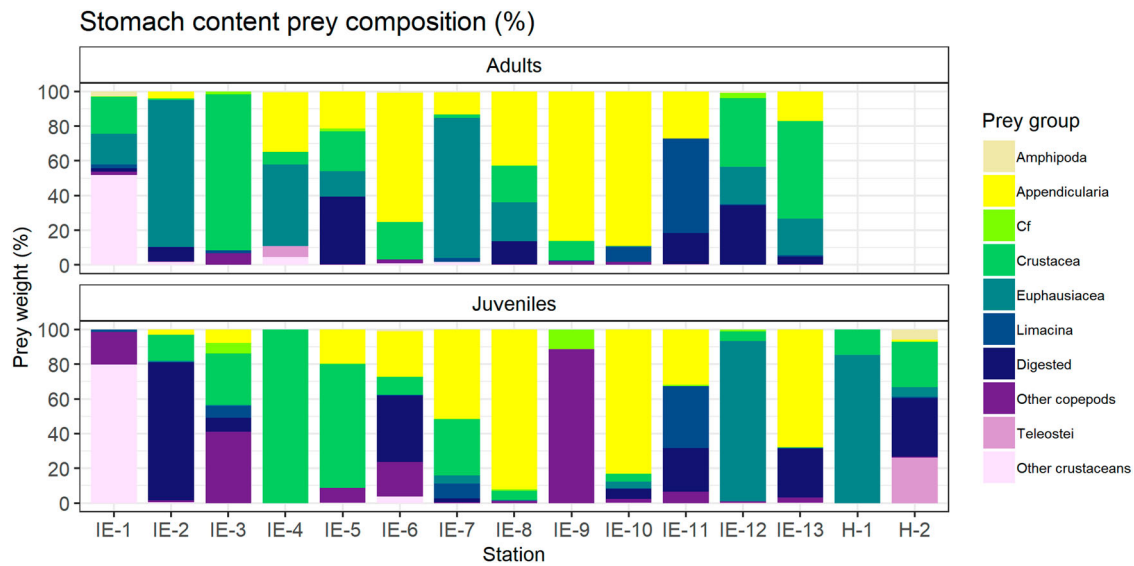 Stomach content prey composition (%)
Adults
100
80
60
40
20
0
Juveniles
100
80
60
40
20
0
Prey weight (%)
IE-1 IE-2 IE-3 IE-4 IE-5 IE-6 IE-7 IE-8 IE-9 IE-10 IE-11 IE-12 IE-13 H-1 H-2
Station
Prey group
Amphipoda
Appendicularia
Cf
Crustacea
Euphausiacea
Limacina
Digested
Other copepods
Teleostei
Other crustaceans